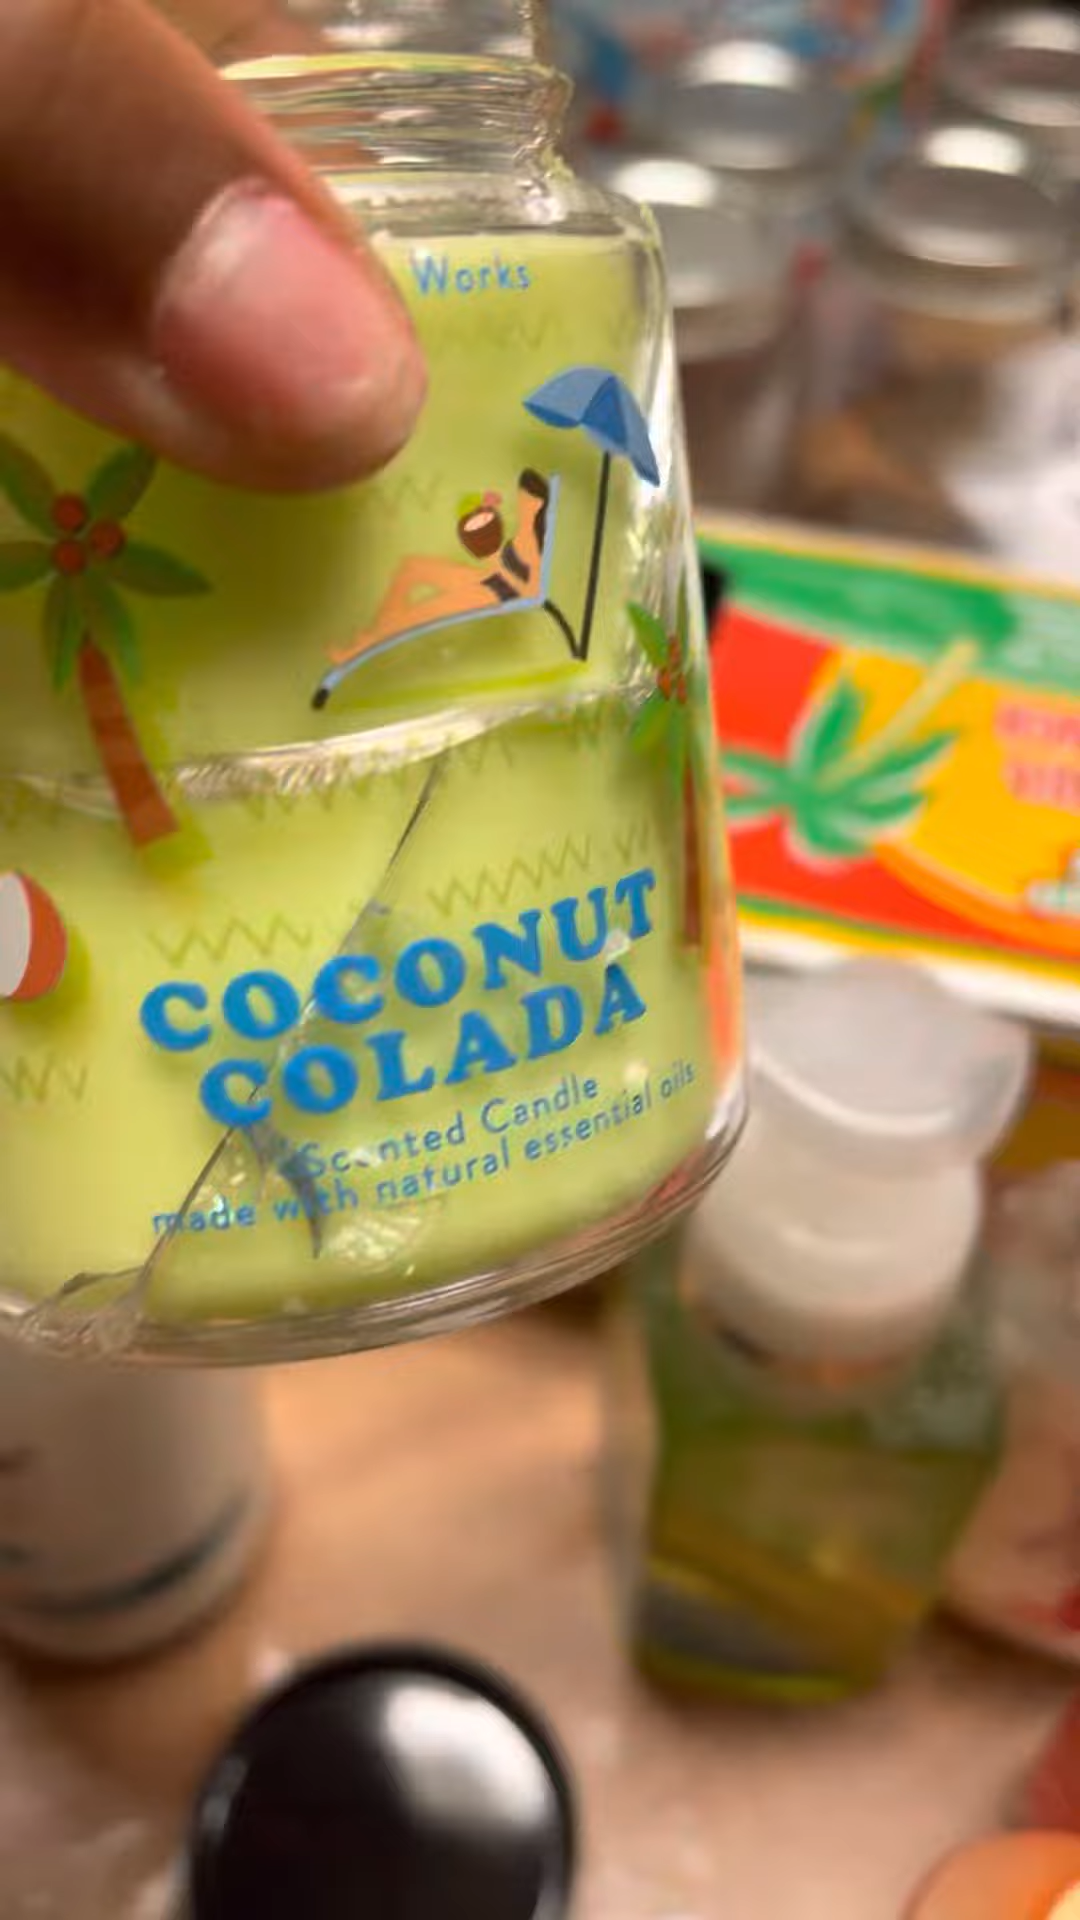 Works
COCONUT
COLADA
Scented Candle
made with natural essential oils